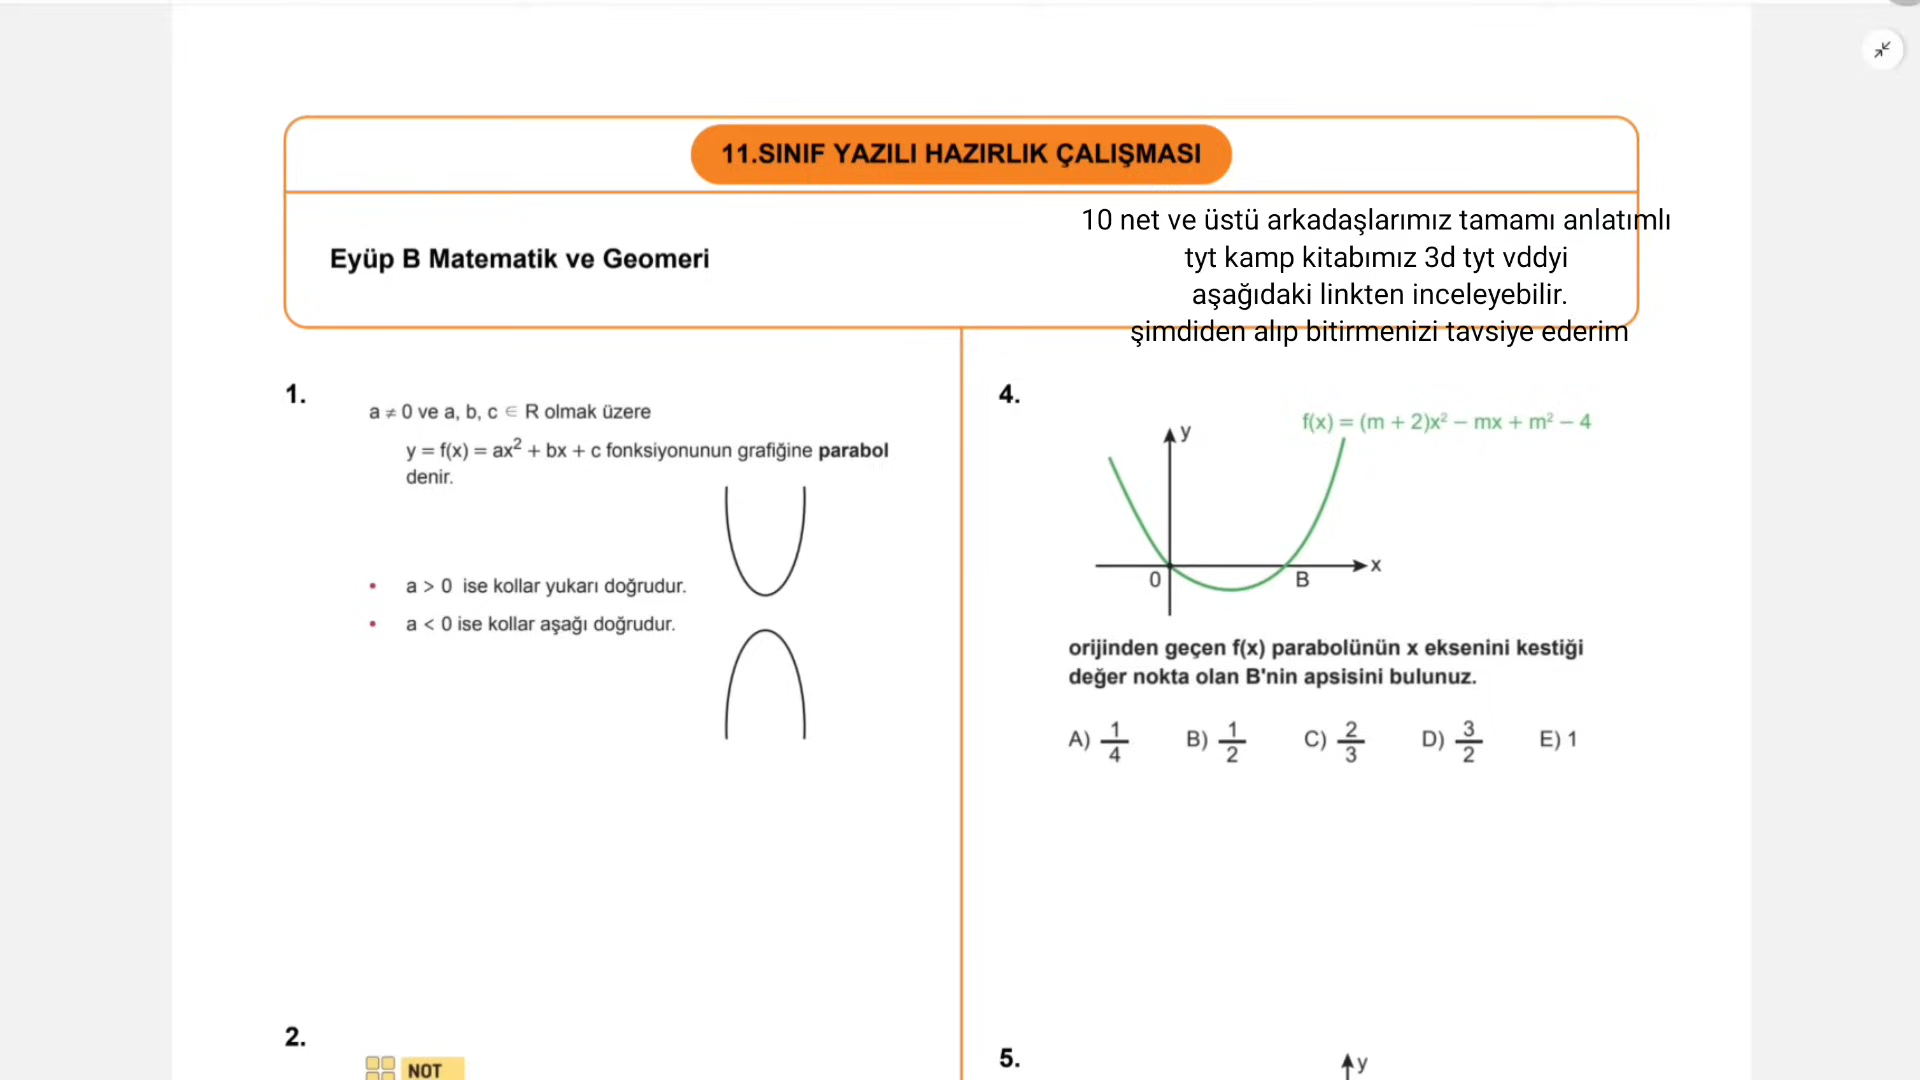 11.SINIF YAZILI HAZIRLIK ÇALIŞMASI
Eyüp B Matematik ve Geomeri
10 net ve üstü arkadaşlarımız tamamı anlatımlı
tyt kamp kitabımız 3d tyt vddyi
aşağıdaki linkten inceleyebilir.
şimdiden alıp bitirmenizi tavsiye ederim
1.
a ≠ 0 ve a, b, c ∈ R olmak üzere
y = f(x) = ax² + bx + c fonksiyonunun grafiğine parabol
denir.
• a > 0 ise kollar yukarı doğrudur.
• a < 0 ise kollar aşağı doğrudur.
2.
NOT
4.
f(x) = (m + 2)x² – mx + m² – 4
y
x
0
B
orijinden geçen f(x) parabolünün x eksenini kestiği
değer nokta olan B'nin apsisini bulunuz.
A) 1/4 B) 1/2 C) 2/3 D) 3/2 E) 1
5.
y